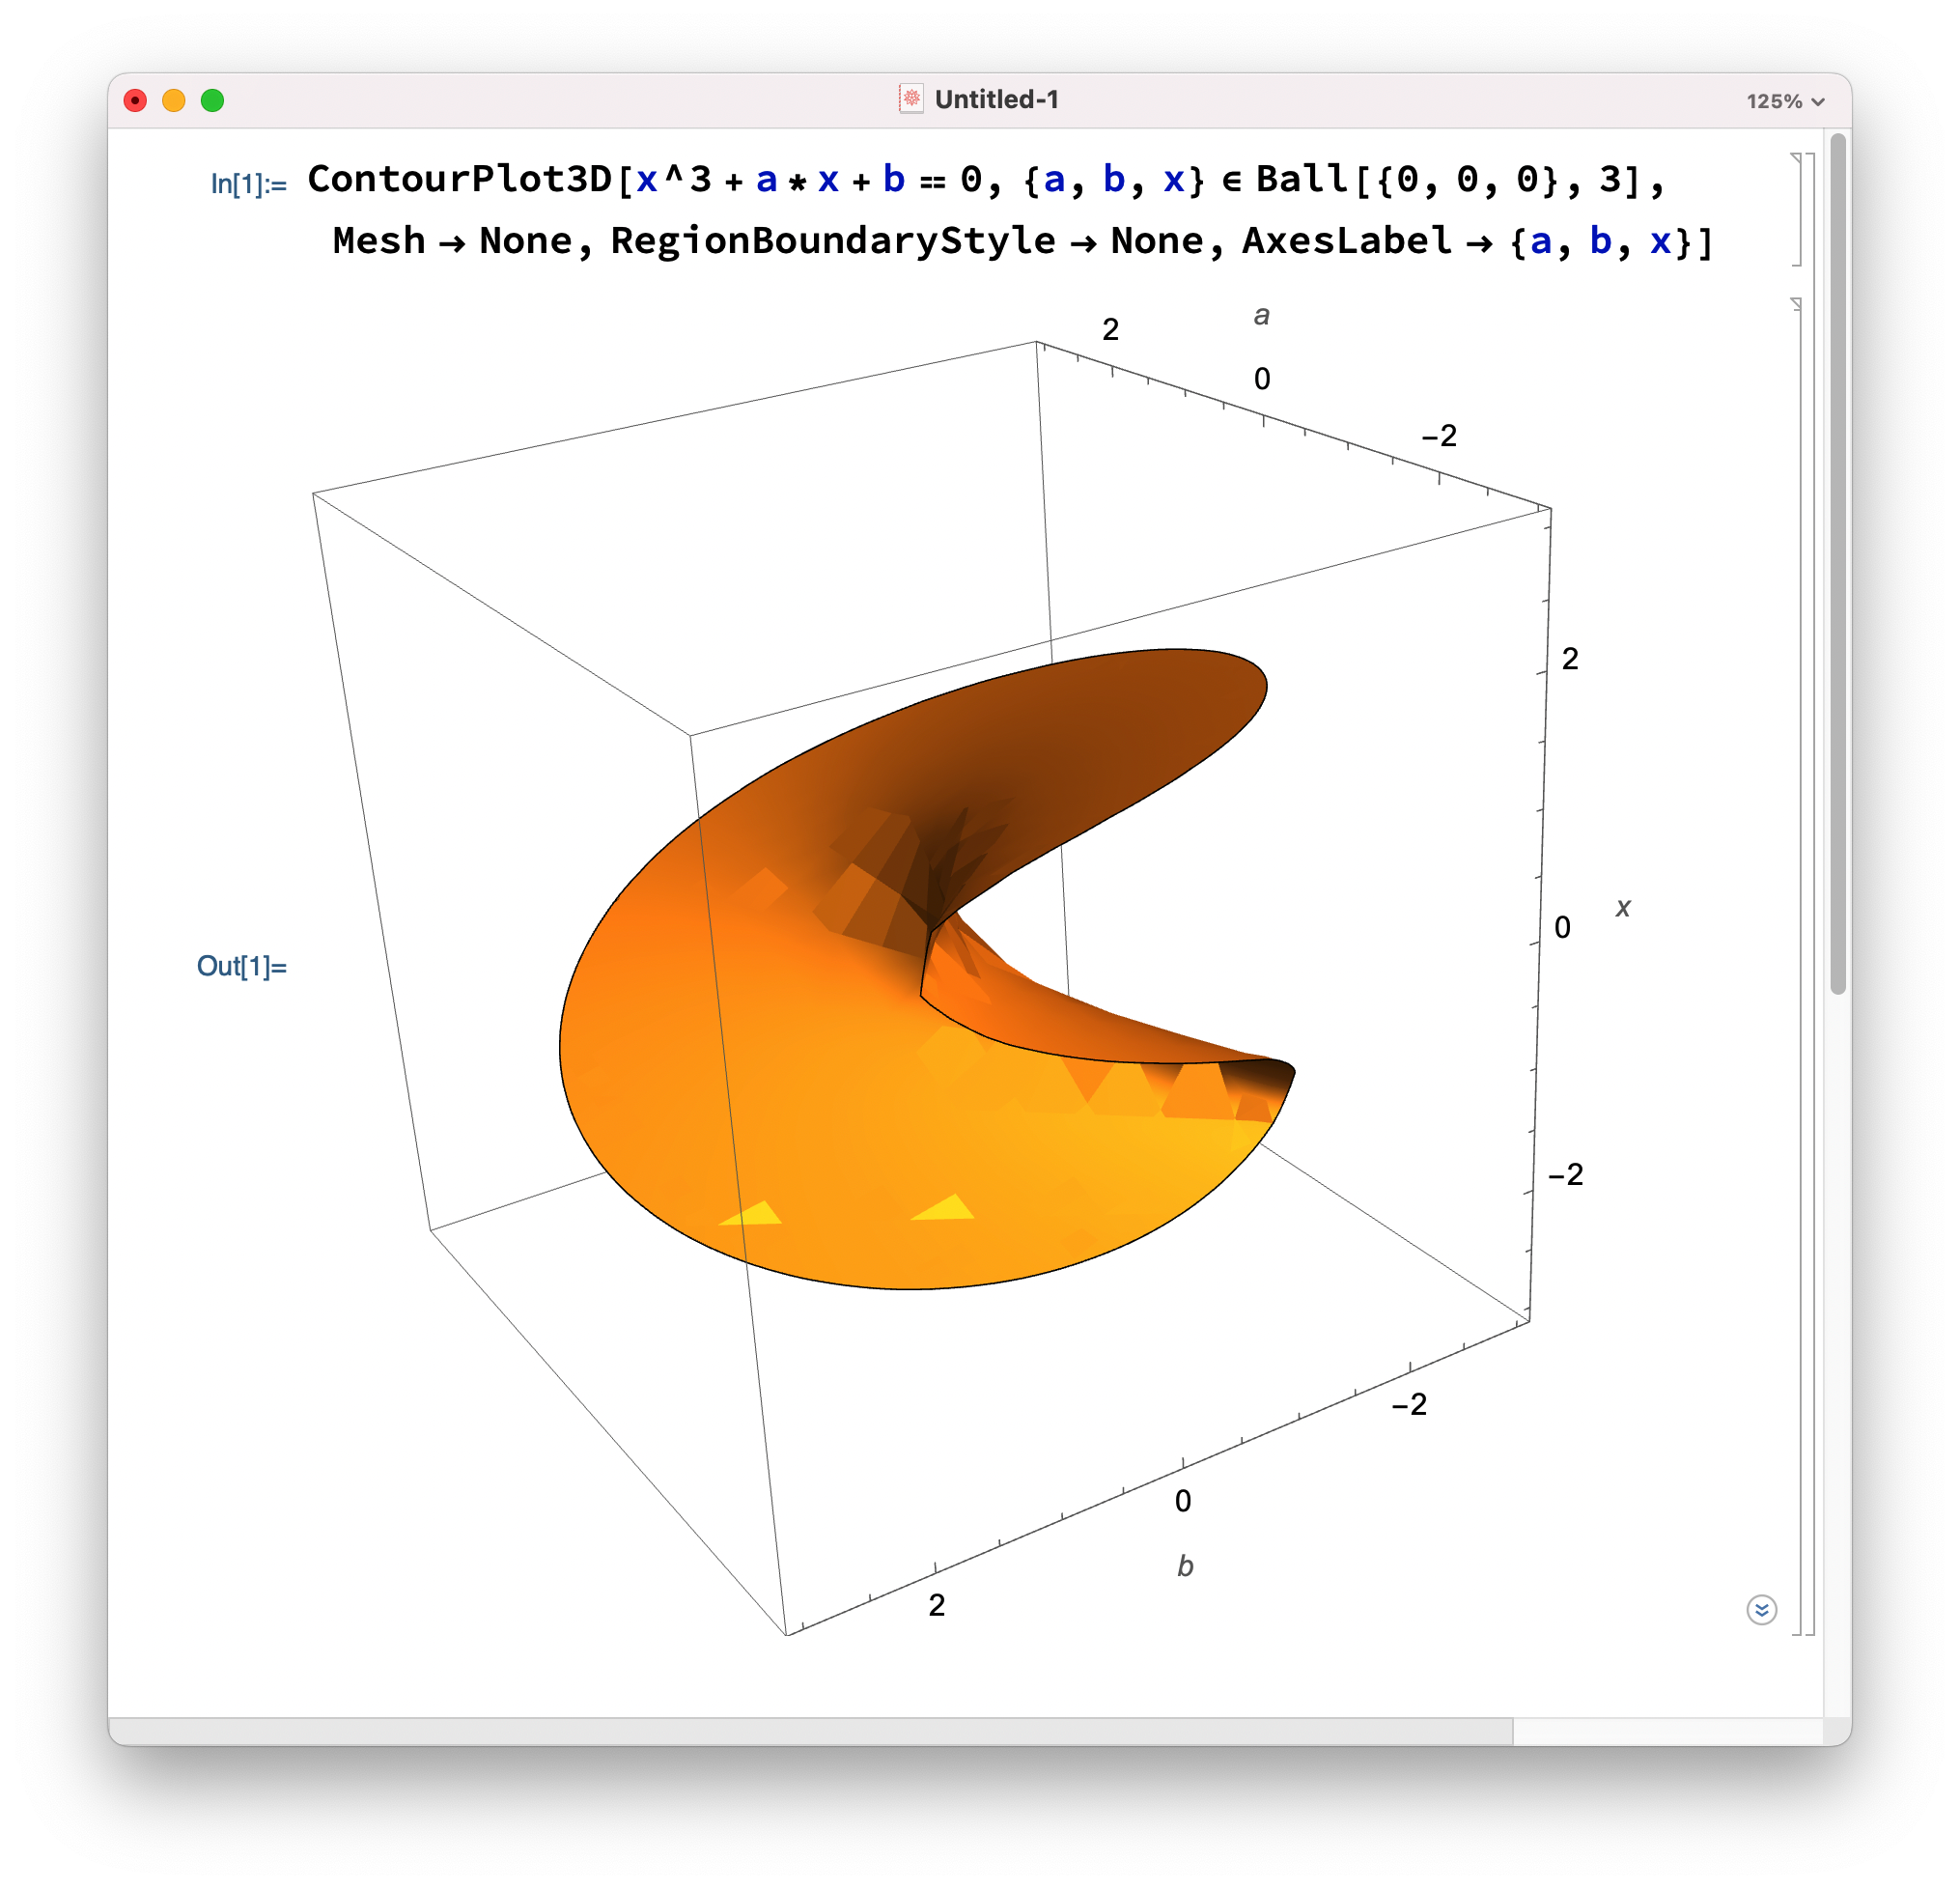 Untitled-1
125%
In[1]:= ContourPlot3D[x^3 + a * x + b == 0, {a, b, x} ∈ Ball[{0, 0, 0}, 3],
Mesh → None, RegionBoundaryStyle → None, AxesLabel → {a, b, x}]
a
2
0
−2
2
x
0
Out[1]=
−2
−2
0
b
2